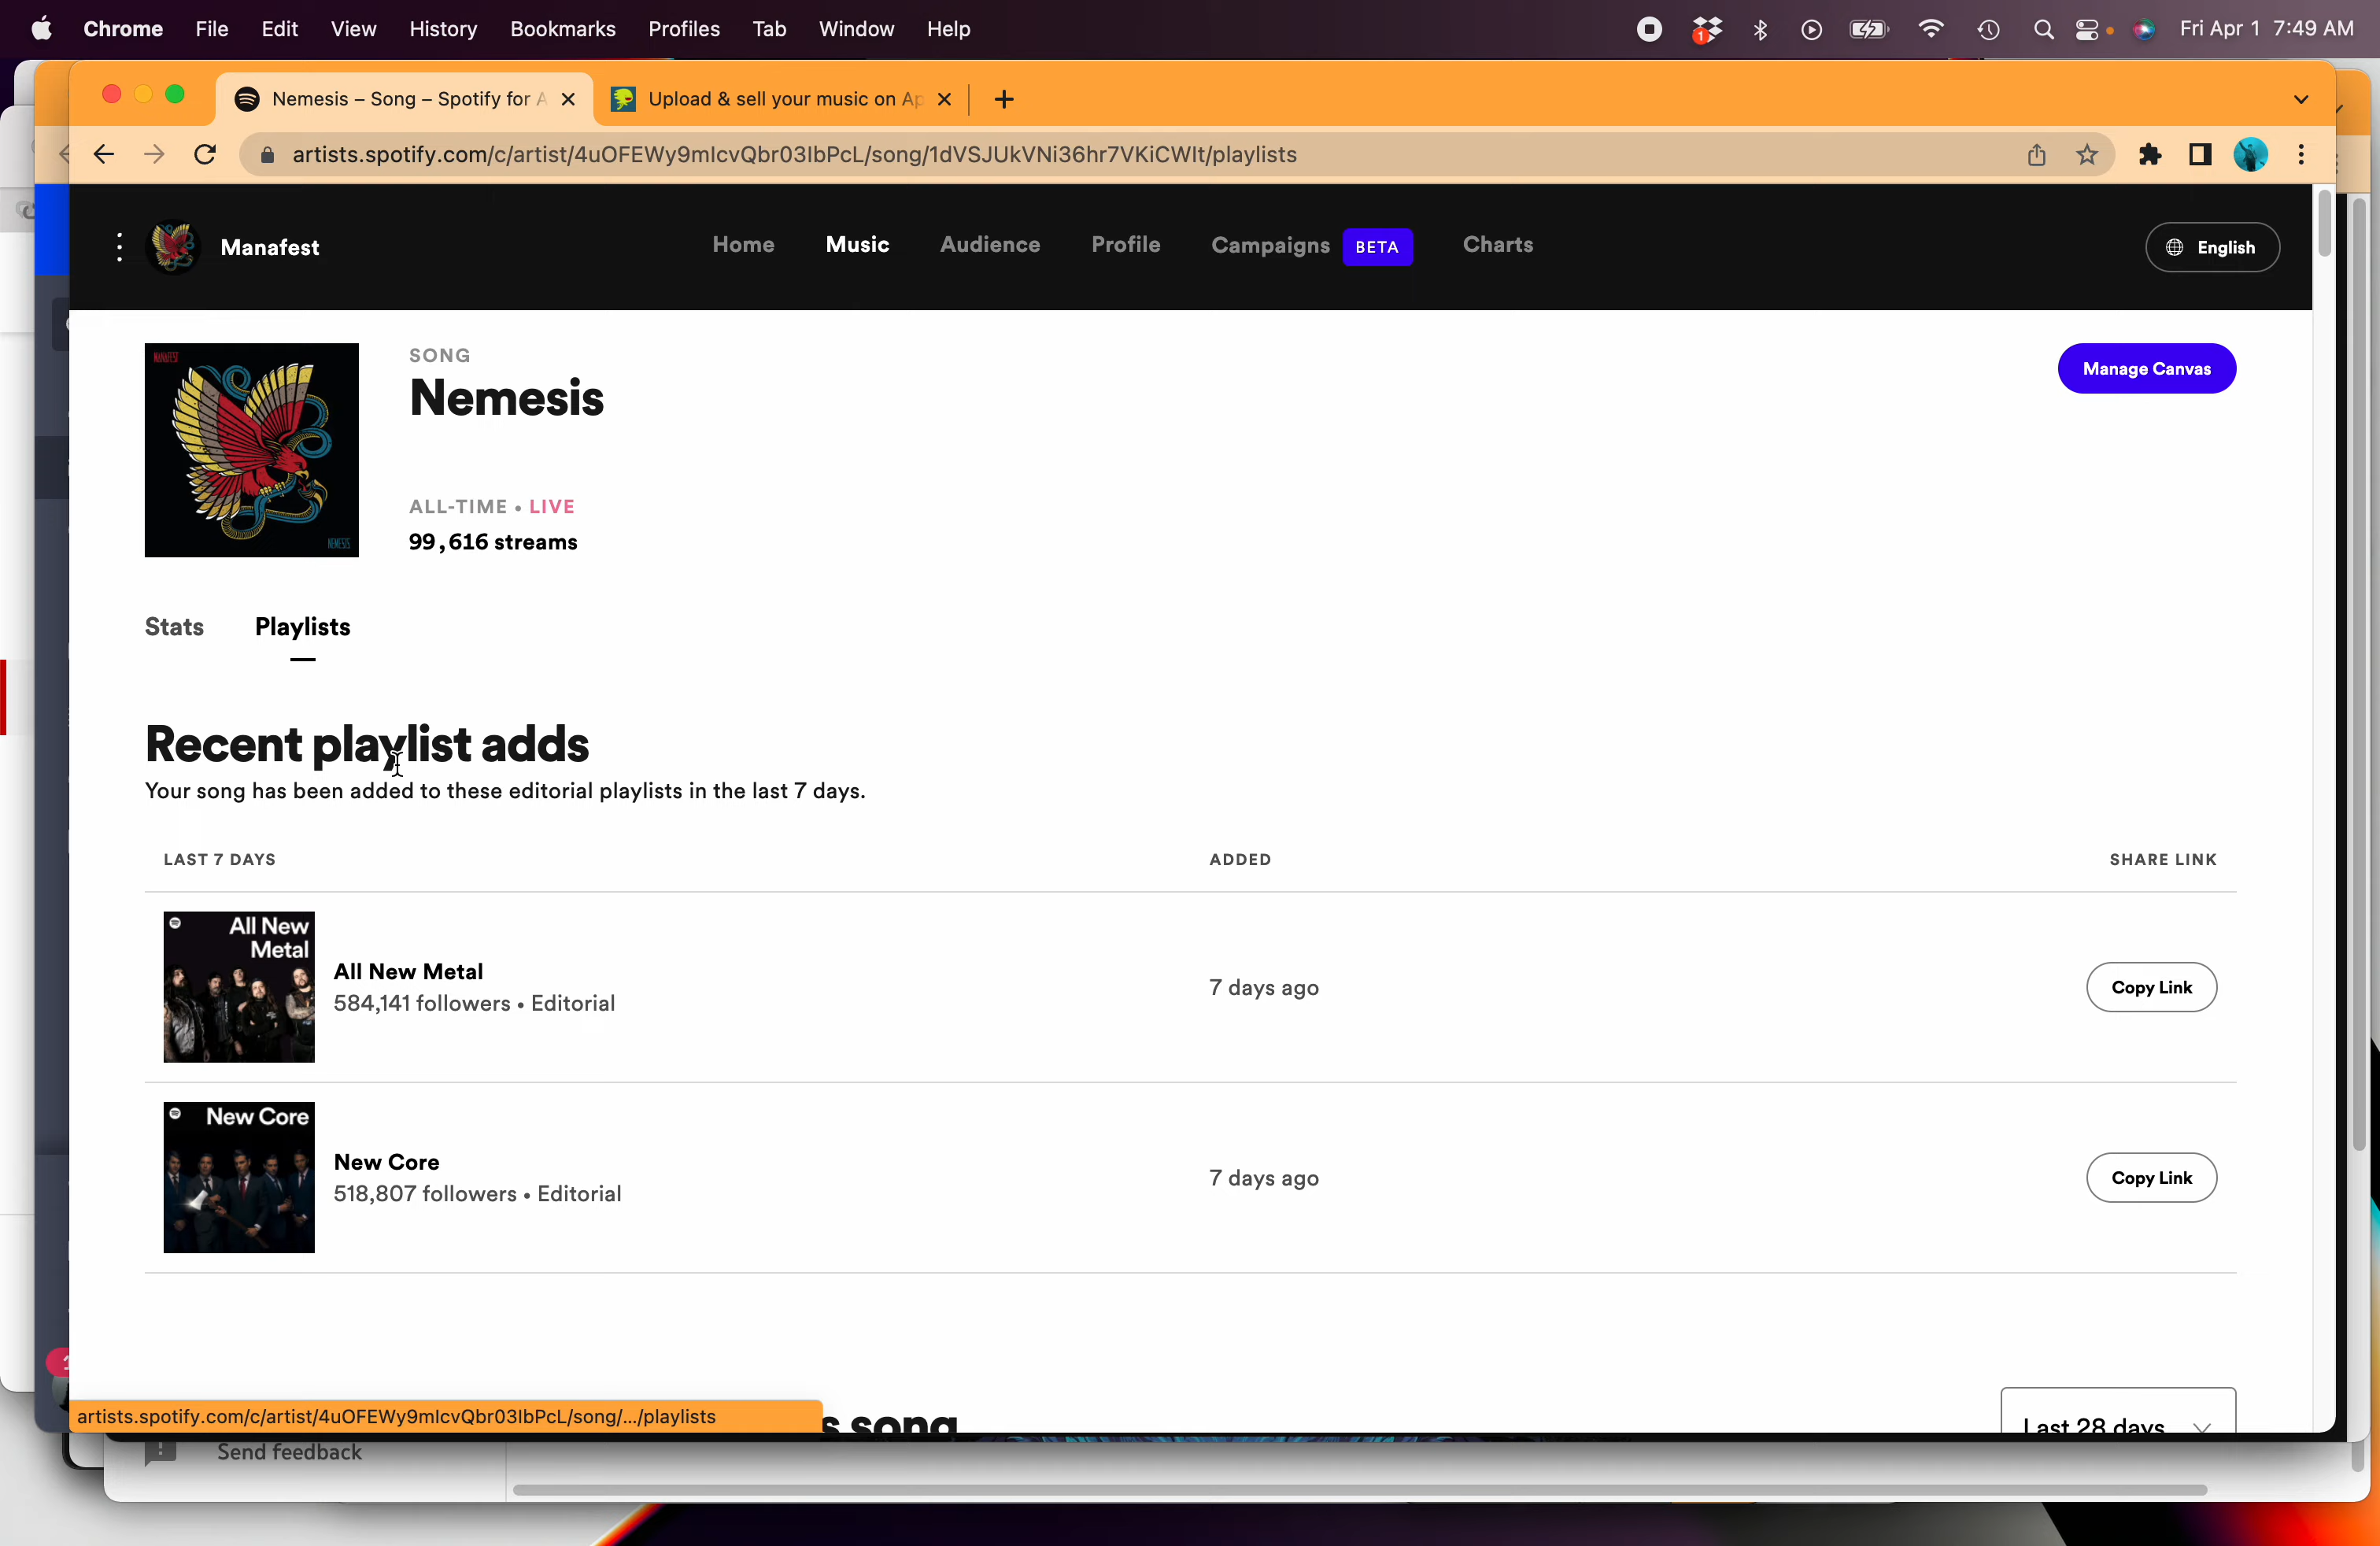 Chrome File Edit View History Bookmarks Profiles Tab Window Help 1 Fri Apr 1 7:49 AM
Nemesis – Song – Spotify for A Upload & sell your music on Ap
artists.spotify.com/c/artist/4uOFEWy9mlcvQbr03lbPcL/song/1dVSJUkVNi36hr7VKiCWlt/playlists
Manafest Home Music Audience Profile Campaigns BETA Charts English
MANAFEST
NEMESIS
SONG
Nemesis
Manage Canvas
ALL-TIME • LIVE
99,616 streams
Stats Playlists
Recent playlist adds
Your song has been added to these editorial playlists in the last 7 days.
LAST 7 DAYS ADDED SHARE LINK
All New
Metal
All New Metal
584,141 followers • Editorial
7 days ago
Copy Link
New Core
New Core
518,807 followers • Editorial
7 days ago
Copy Link
s song
Last 28 days
artists.spotify.com/c/artist/4uOFEWy9mlcvQbr03lbPcL/song/.../playlists
Send feedback